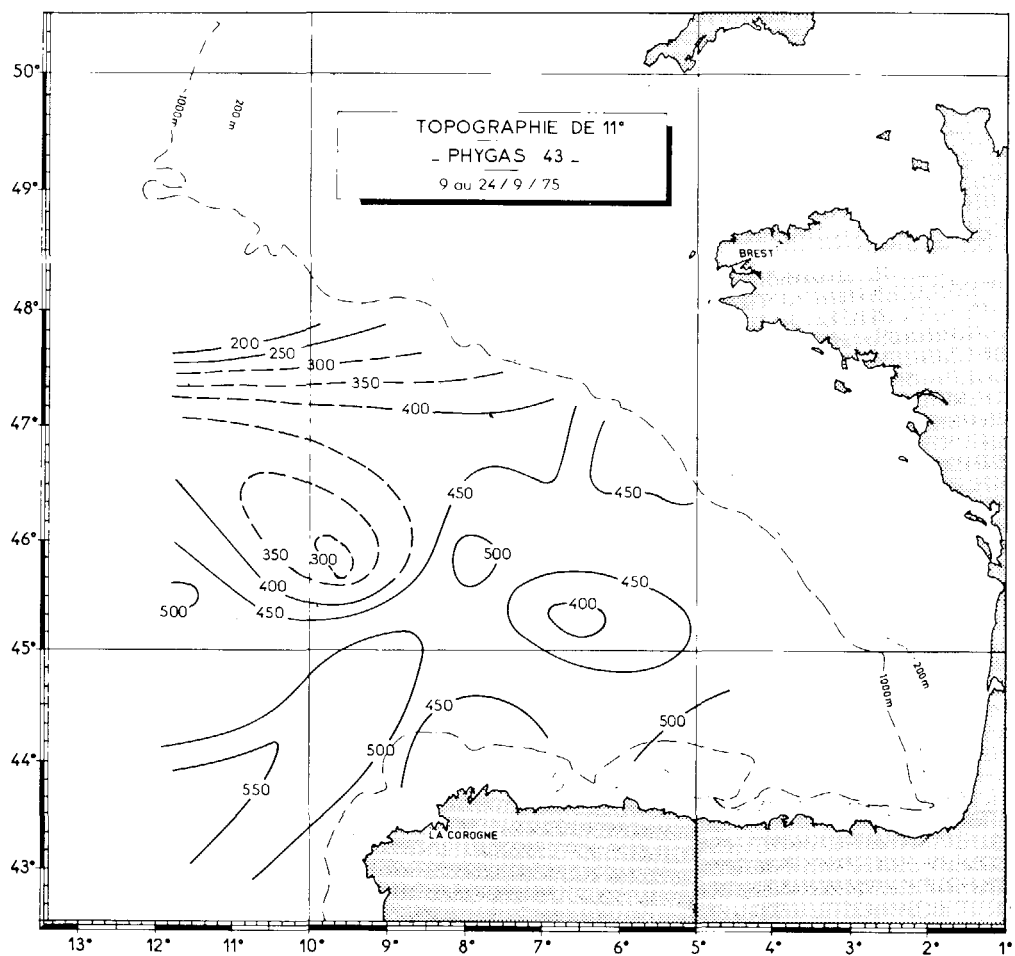 50°
1000m
200 m
TOPOGRAPHIE DE 11°
_ PHYGAS 43 _
9 au 24 / 9 / 75
49°
BREST
48°
200
250
300
350
400
47°
450
450
46°
500
350
300
400
450
450
500
400
45°
200m
1000m
450
500
500
44°
550
LA COROGNE
43°
13° 12° 11° 10° 9° 8° 7° 6° 5° 4° 3° 2° 1°